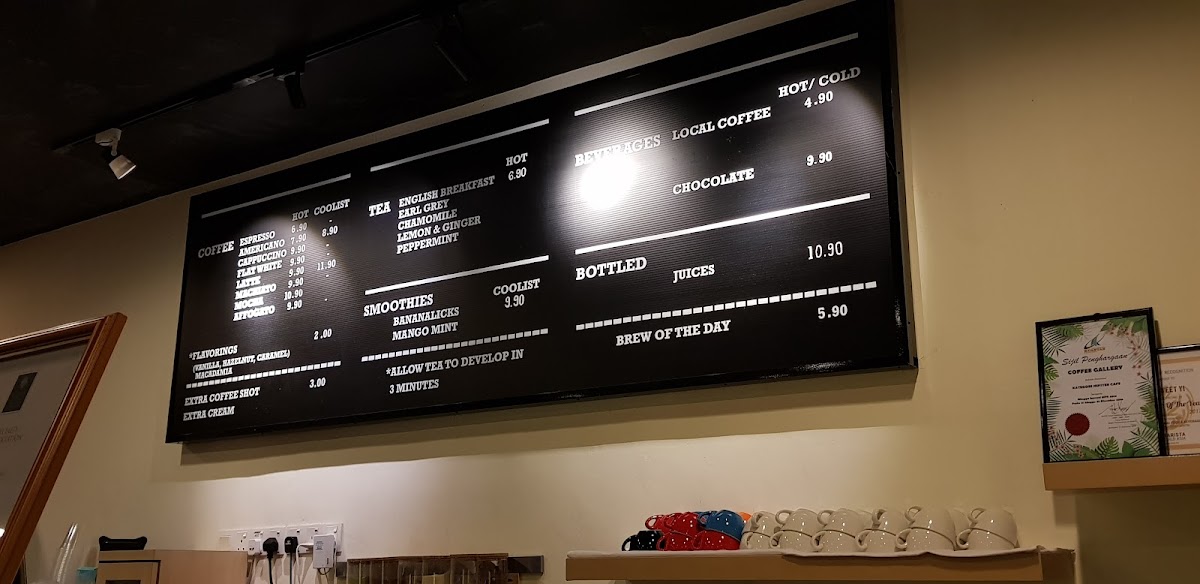 HOT COOLIST
COFFEE ESPRESSO 6.90 -
AMERICANO 7.90 8.90
CAPPUCCINO 9.90 -
FLAT WHITE 9.90 -
LATTE 9.90 11.90
MACHIATO 9.90 -
MOCHA 10.90
AFFOGATO 9.90 -
*FLAVORINGS 2.00
(VANILLA, HAZELNUT, CARAMEL)
MACADAMIA
EXTRA COFFEE SHOT 3.00
EXTRA CREAM
HOT
TEA ENGLISH BREAKFAST 6.90
EARL GREY
CHAMOMILE
LEMON & GINGER
PEPPERMINT
SMOOTHIES COOLIST
BANANALICKS 9.90
MANGO MINT
*ALLOW TEA TO DEVELOP IN
3 MINUTES
HOT/ COLD
BEVERAGES LOCAL COFFEE 4.90
CHOCOLATE 9.90
BOTTLED JUICES 10.90
BREW OF THE DAY 5.90
Sijil Penghargaan
COFFEE GALLERY